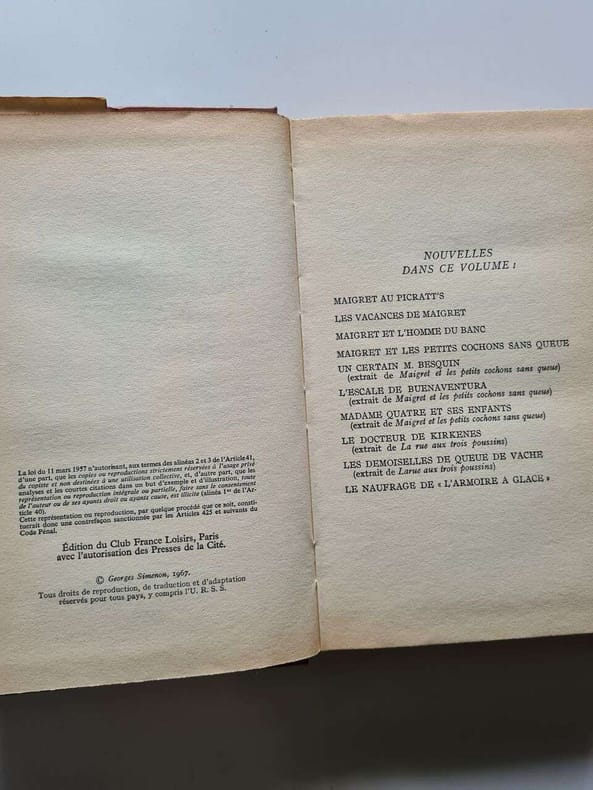 La loi du 11 mars 1957 n'autorisant, aux termes des alinéas 2 et 3 de l'Article 41,
d'une part, que les copies ou reproductions strictement réservées à l'usage privé
du copiste et non destinées à une utilisation collective, et, d'autre part, que les
analyses et les courtes citations dans un but d'exemple et d'illustration, toute
représentation ou reproduction intégrale ou partielle, faite sans le consentement
de l'auteur ou de ses ayants droit ou ayants cause, est illicite (alinéa 1er de l'Ar-
ticle 40).
Cette représentation ou reproduction, par quelque procédé que ce soit, consti-
tuerait donc une contrefaçon sanctionnée par les Articles 425 et suivants du
Code Pénal.
Édition du Club France Loisirs, Paris
avec l'autorisation des Presses de la Cité.
© Georges Simenon, 1967.
Tous droits de reproduction, de traduction et d'adaptation
réservés pour tous pays, y compris l'U. R. S. S.
NOUVELLES
DANS CE VOLUME :
MAIGRET AU PICRATT'S
LES VACANCES DE MAIGRET
MAIGRET ET L'HOMME DU BANC
MAIGRET ET LES PETITS COCHONS SANS QUEUE
UN CERTAIN M. BESQUIN
(extrait de Maigret et les petits cochons sans queue)
L'ESCALE DE BUENAVENTURA
(extrait de Maigret et les petits cochons sans queue)
MADAME QUATRE ET SES ENFANTS
(extrait de Maigret et les petits cochons sans queue)
LE DOCTEUR DE KIRKENES
(extrait de La rue aux trois poussins)
LES DEMOISELLES DE QUEUE DE VACHE
(extrait de Larue aux trois poussins)
LE NAUFRAGE DE « L'ARMOIRE A GLACE »